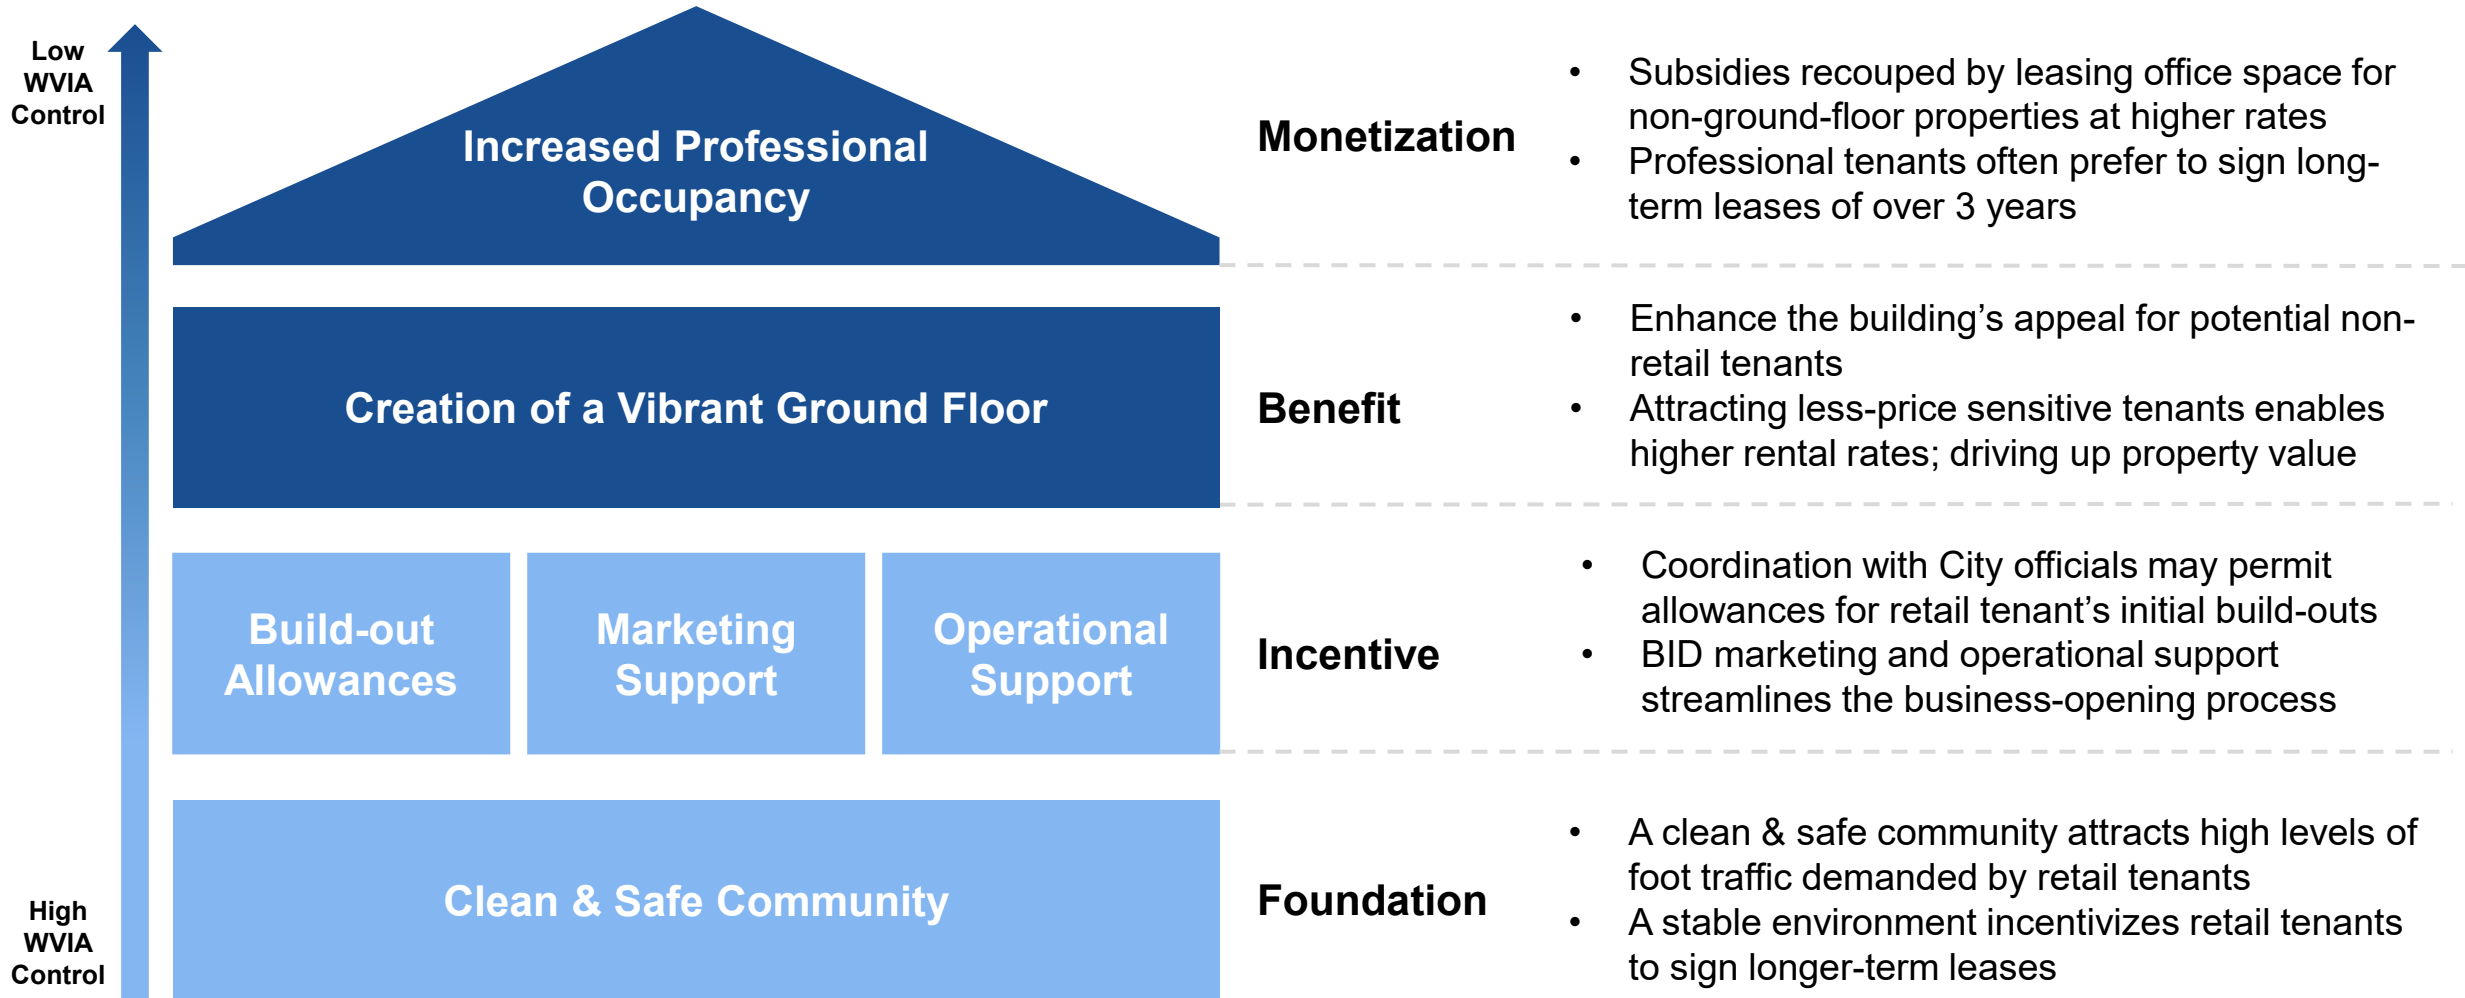 Low
WVIA
Control
Increased Professional
Occupancy
Monetization
• Subsidies recouped by leasing office space for
non-ground-floor properties at higher rates
• Professional tenants often prefer to sign long-
term leases of over 3 years
Creation of a Vibrant Ground Floor
Benefit
• Enhance the building’s appeal for potential non-
retail tenants
• Attracting less-price sensitive tenants enables
higher rental rates; driving up property value
Build-out
Allowances
Marketing
Support
Operational
Support
Incentive
• Coordination with City officials may permit
allowances for retail tenant’s initial build-outs
• BID marketing and operational support
streamlines the business-opening process
High
WVIA
Control
Clean & Safe Community
Foundation
• A clean & safe community attracts high levels of
foot traffic demanded by retail tenants
• A stable environment incentivizes retail tenants
to sign longer-term leases